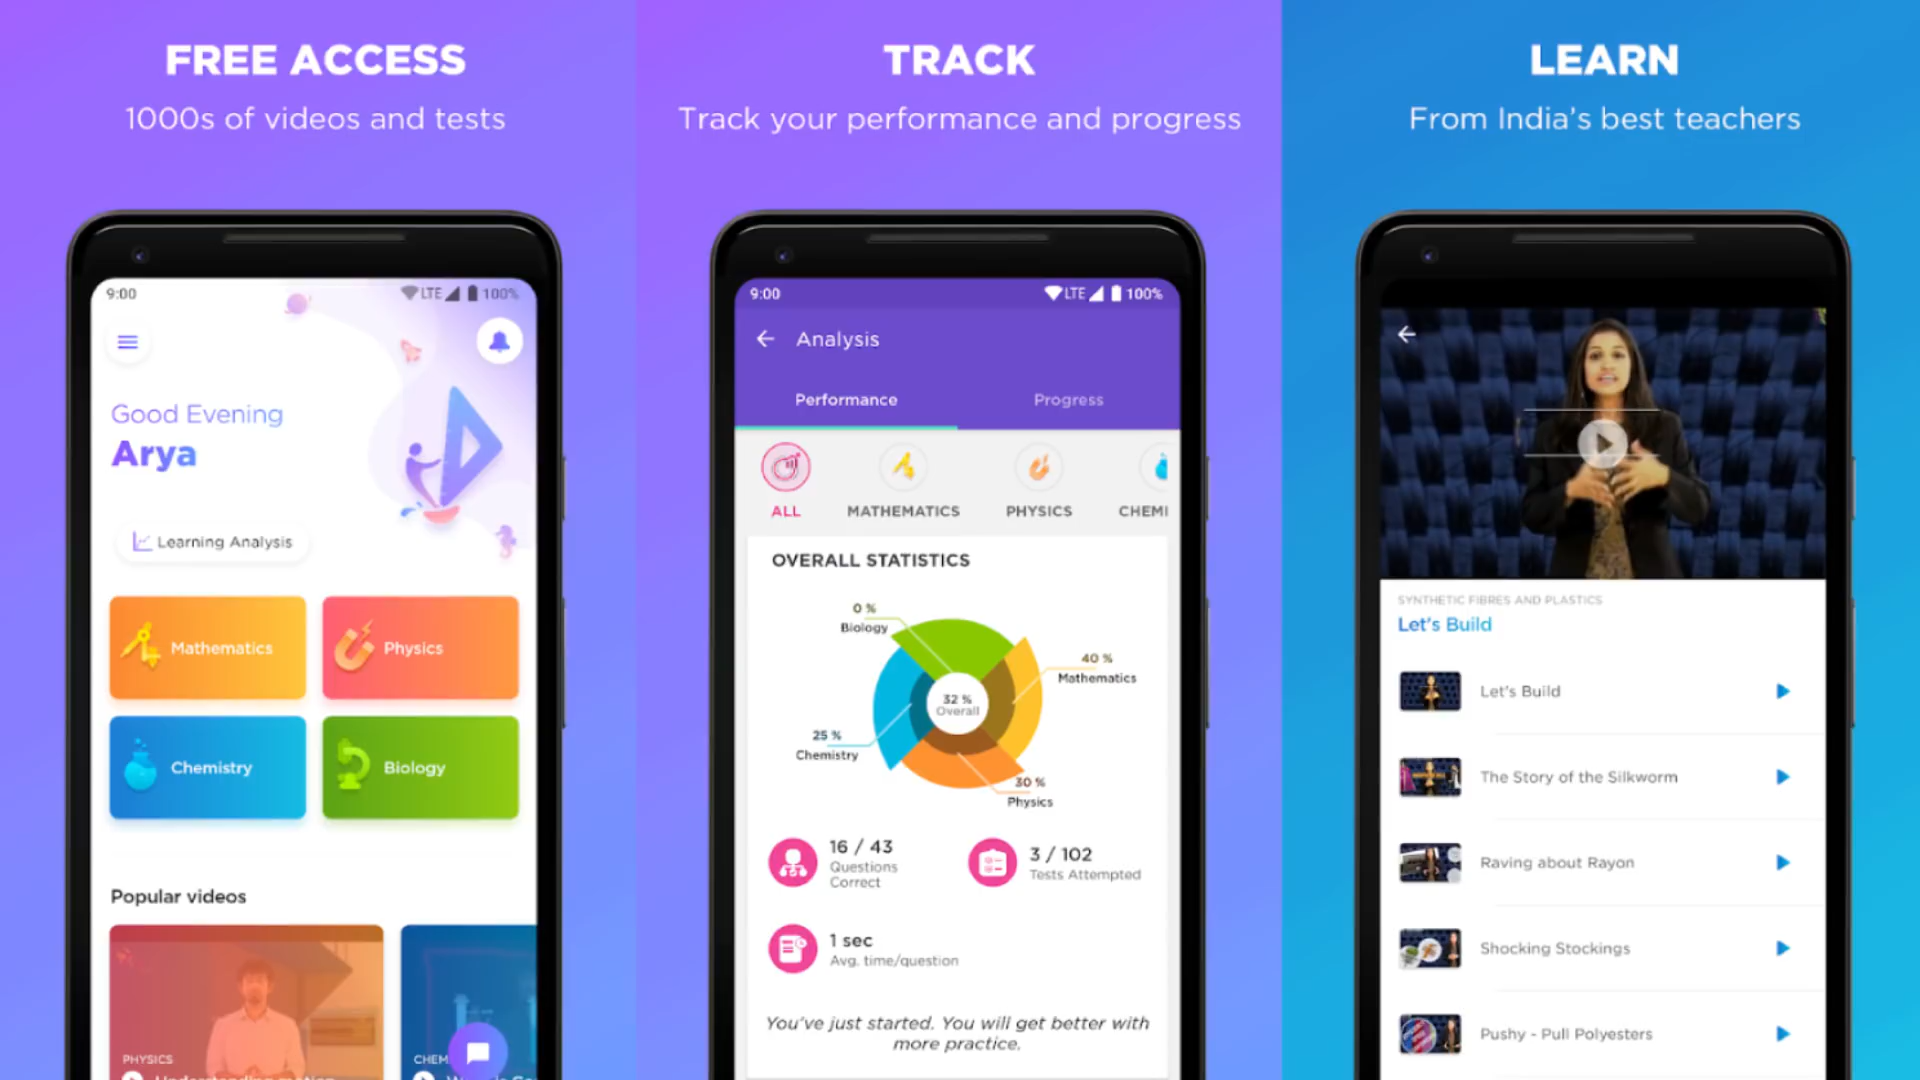 FREE ACCESS
1000s of videos and tests
9:00
LTE
100%
Good Evening
Arya
Learning Analysis
Mathematics
Physics
Chemistry
Biology
Popular videos
PHYSICS
CHEM
TRACK
Track your performance and progress
9:00
LTE
100%
Analysis
Performance
Progress
ALL
MATHEMATICS
PHYSICS
CHEMI
OVERALL STATISTICS
0 %
Biology
40 %
Mathematics
32 %
Overall
25 %
Chemistry
30 %
Physics
16 / 43
Questions
Correct
3 / 102
Tests Attempted
1 sec
Avg. time/question
You've just started. You will get better with
more practice.
LEARN
From India's best teachers
SYNTHETIC FIBRES AND PLASTICS
Let's Build
Let's Build
The Story of the Silkworm
Raving about Rayon
Shocking Stockings
Pushy - Pull Polyesters